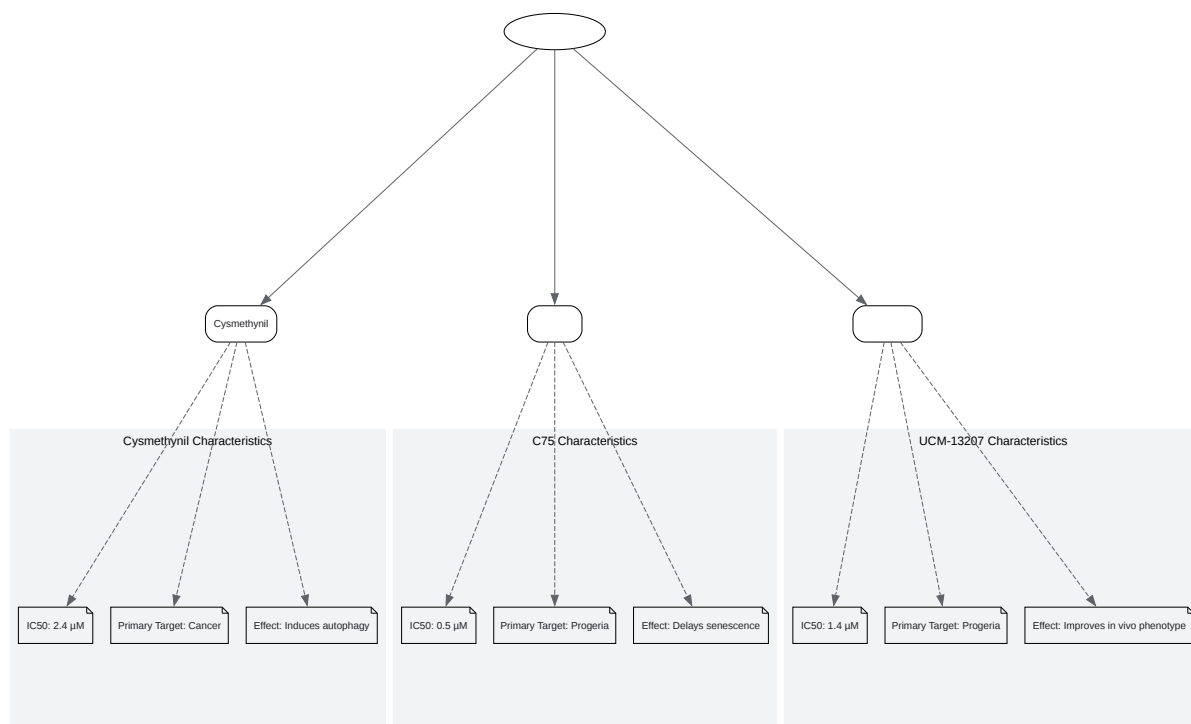 Cysmethynil
Cysmethynil Characteristics
C75 Characteristics
UCM-13207 Characteristics
IC50: 2.4 µM
Primary Target: Cancer
Effect: Induces autophagy
IC50: 0.5 µM
Primary Target: Progeria
Effect: Delays senescence
IC50: 1.4 µM
Primary Target: Progeria
Effect: Improves in vivo phenotype